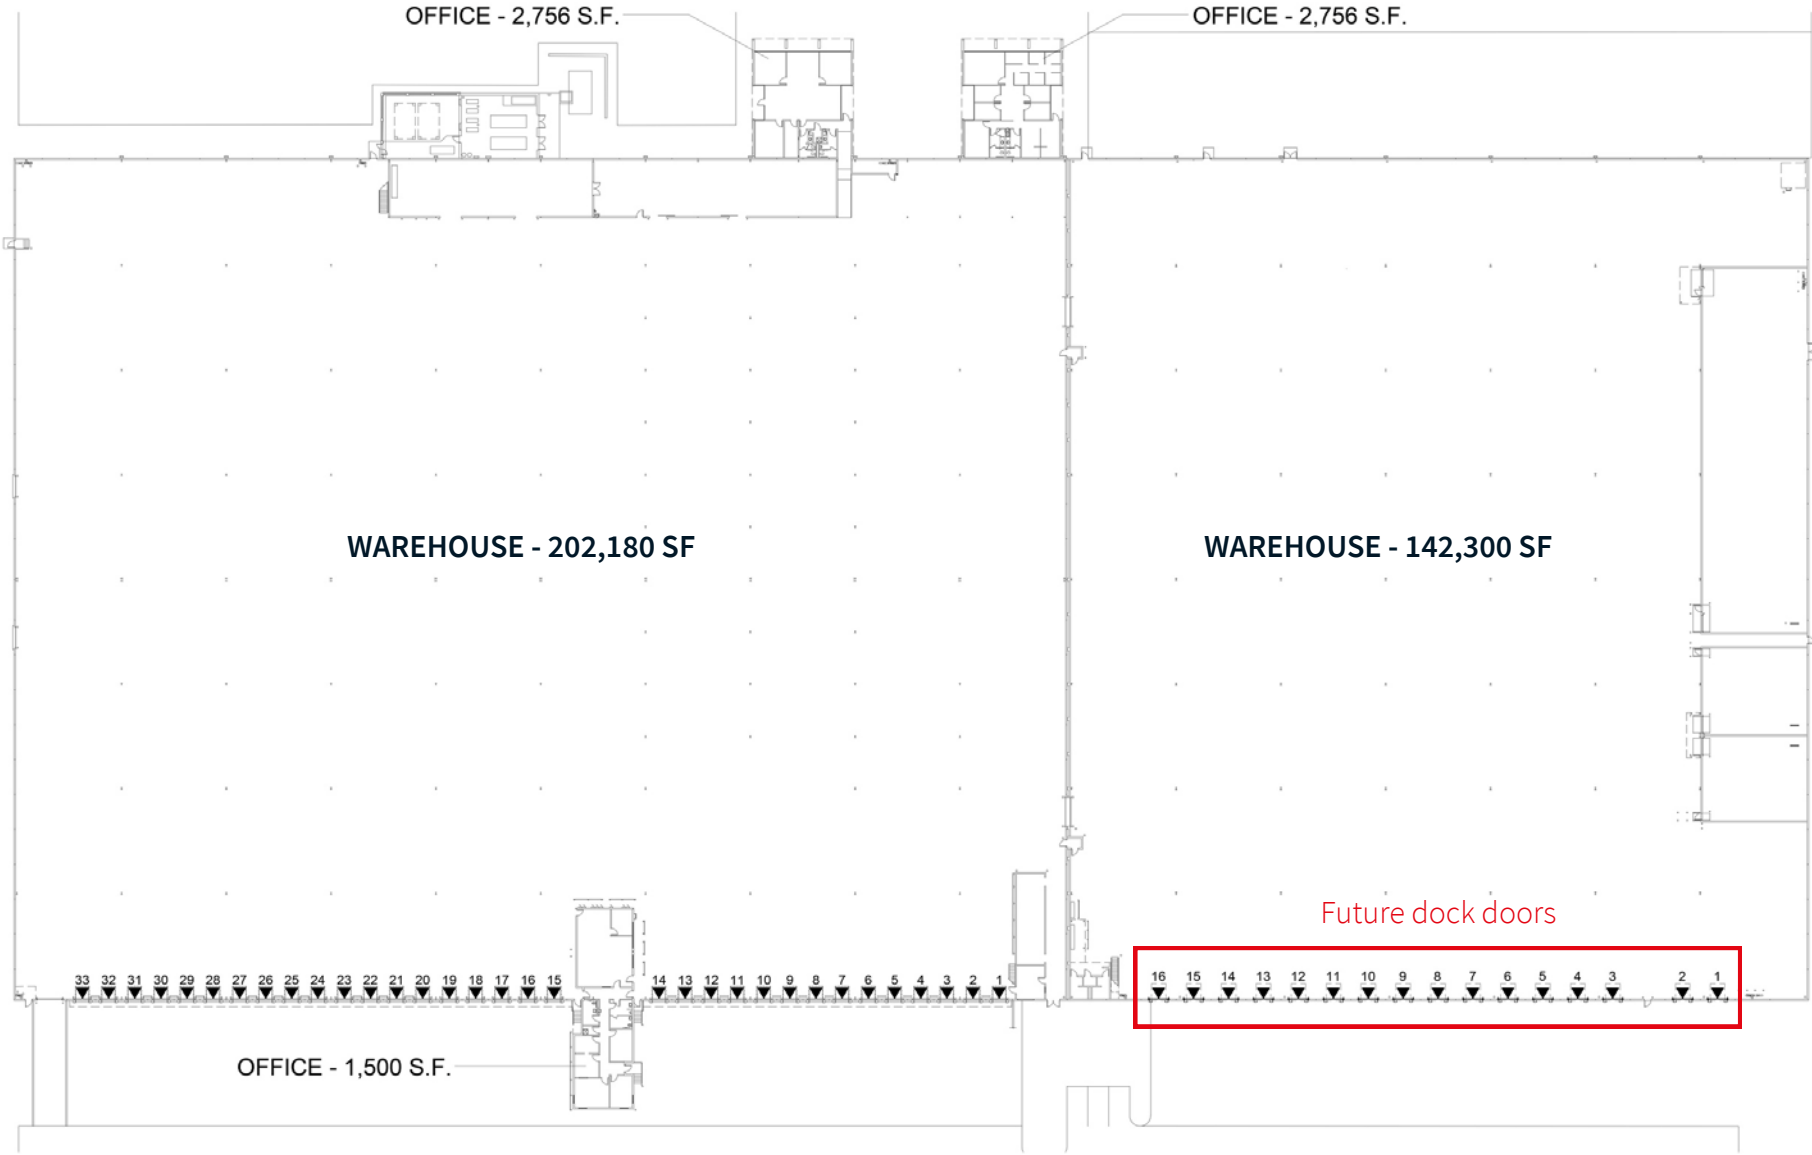 OFFICE - 2,756 S.F.
OFFICE - 2,756 S.F.
WAREHOUSE - 202,180 SF
WAREHOUSE - 142,300 SF
Future dock doors
33 32 31 30 29 28 27 26 25 24 23 22 21 20 19 18 17 16 15
14 13 12 11 10 9 8 7 6 5 4 3 2 1
16 15 14 13 12 11 10 9 8 7 6 5 4 3 2 1
OFFICE - 1,500 S.F.